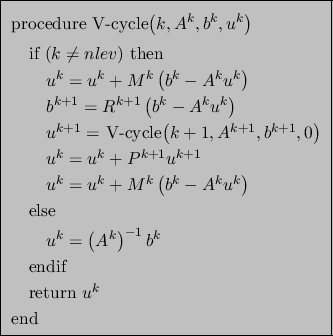 procedure V-cycle(k, A^k, b^k, u^k)
if (k ≠ nlev) then
u^k = u^k + M^k (b^k − A^k u^k)
b^{k+1} = R^{k+1} (b^k − A^k u^k)
u^{k+1} = V-cycle(k + 1, A^{k+1}, b^{k+1}, 0)
u^k = u^k + P^{k+1} u^{k+1}
u^k = u^k + M^k (b^k − A^k u^k)
else
u^k = (A^k)^{−1} b^k
endif
return u^k
end